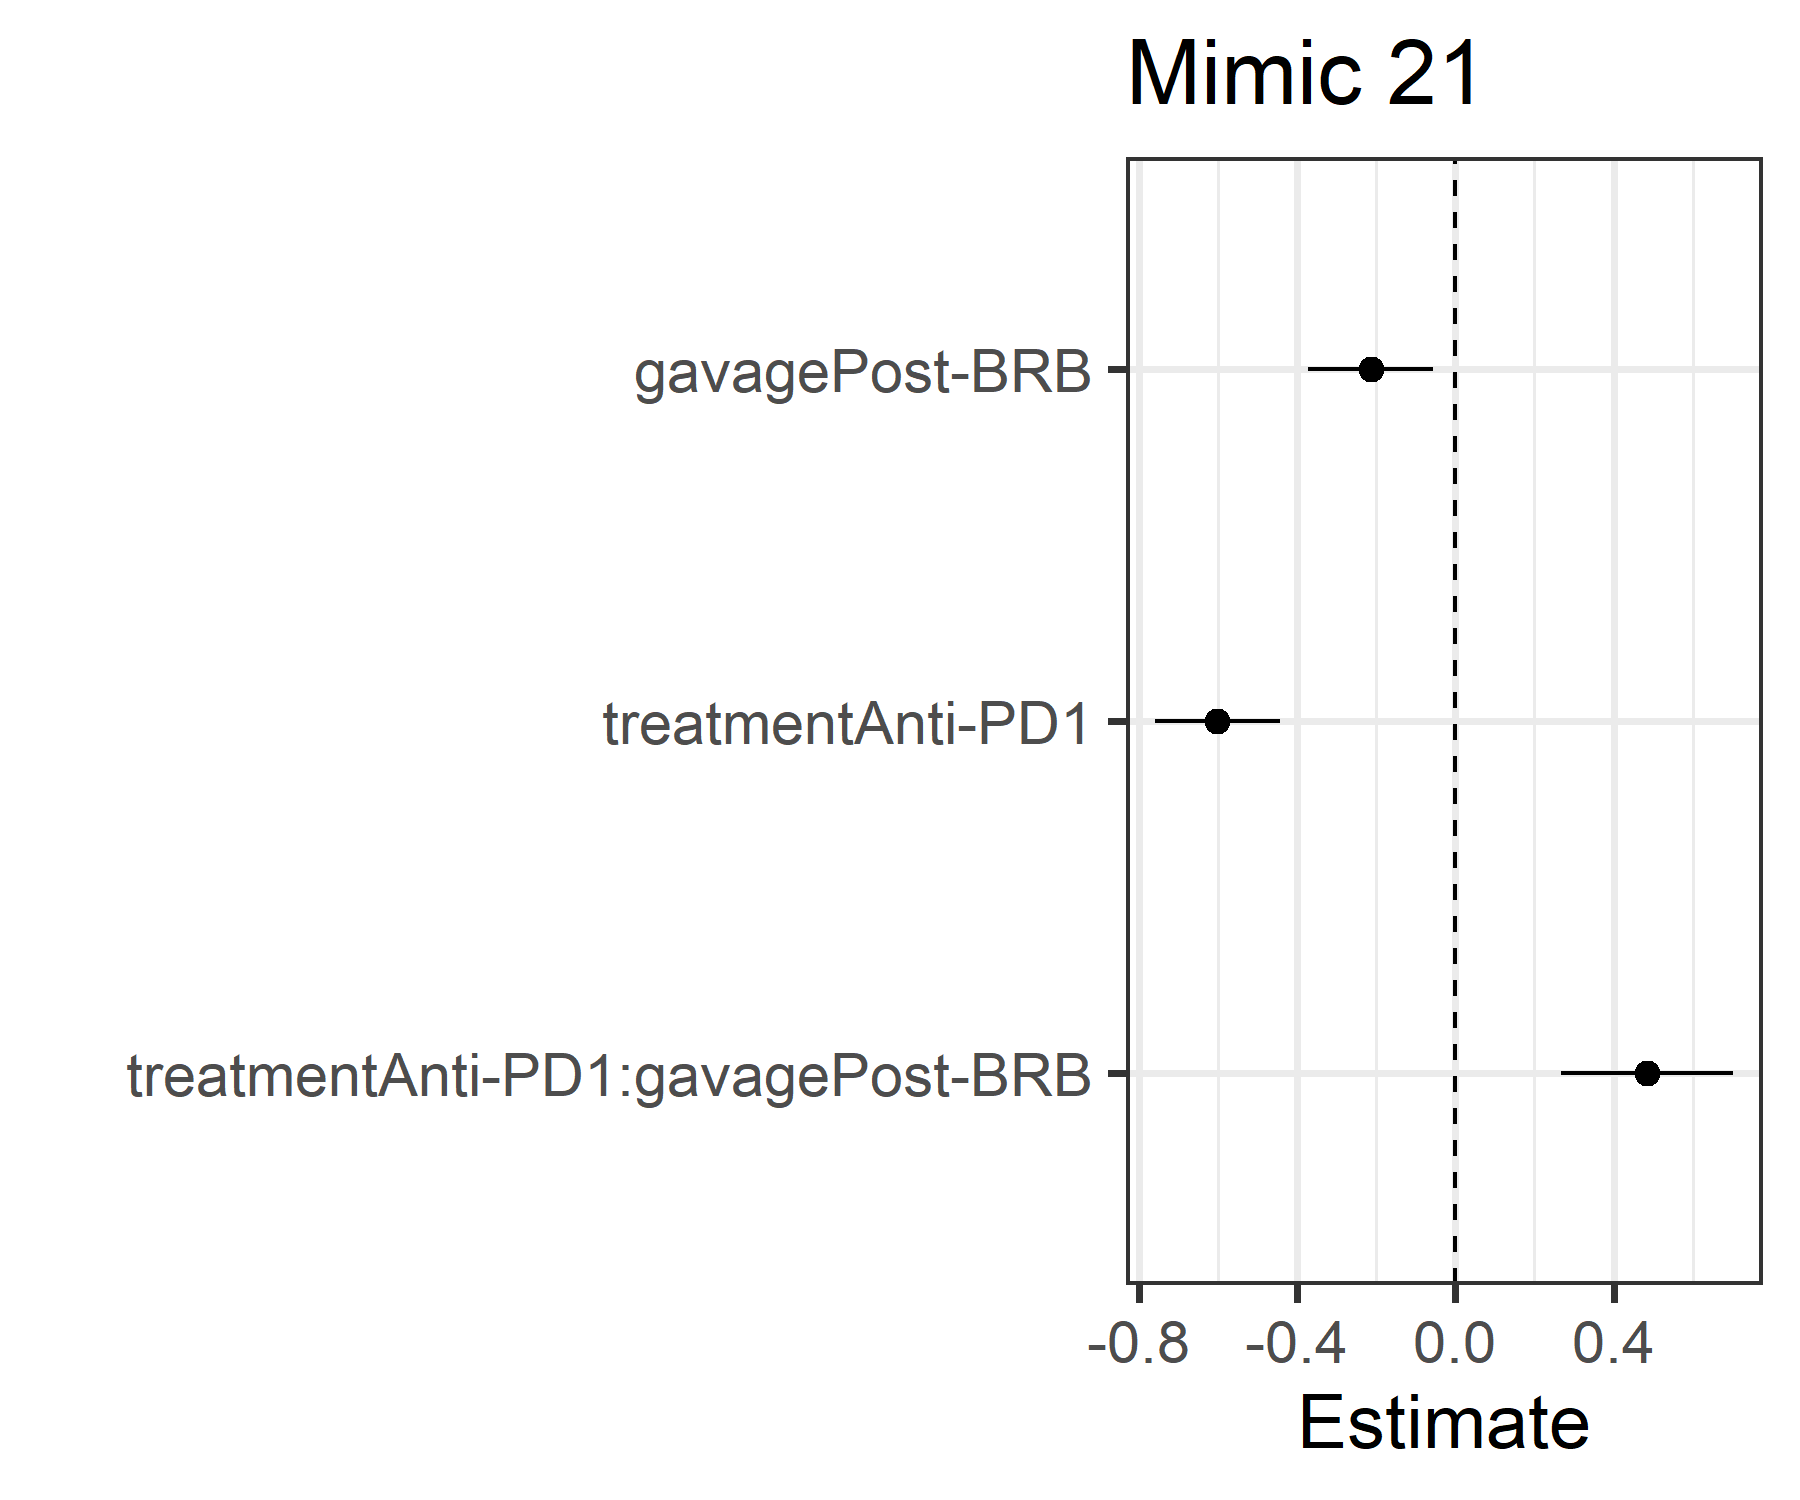 Mimic 21
gavagePost-BRB
treatmentAnti-PD1
treatmentAnti-PD1:gavagePost-BRB
-0.8 -0.4 0.0 0.4
Estimate